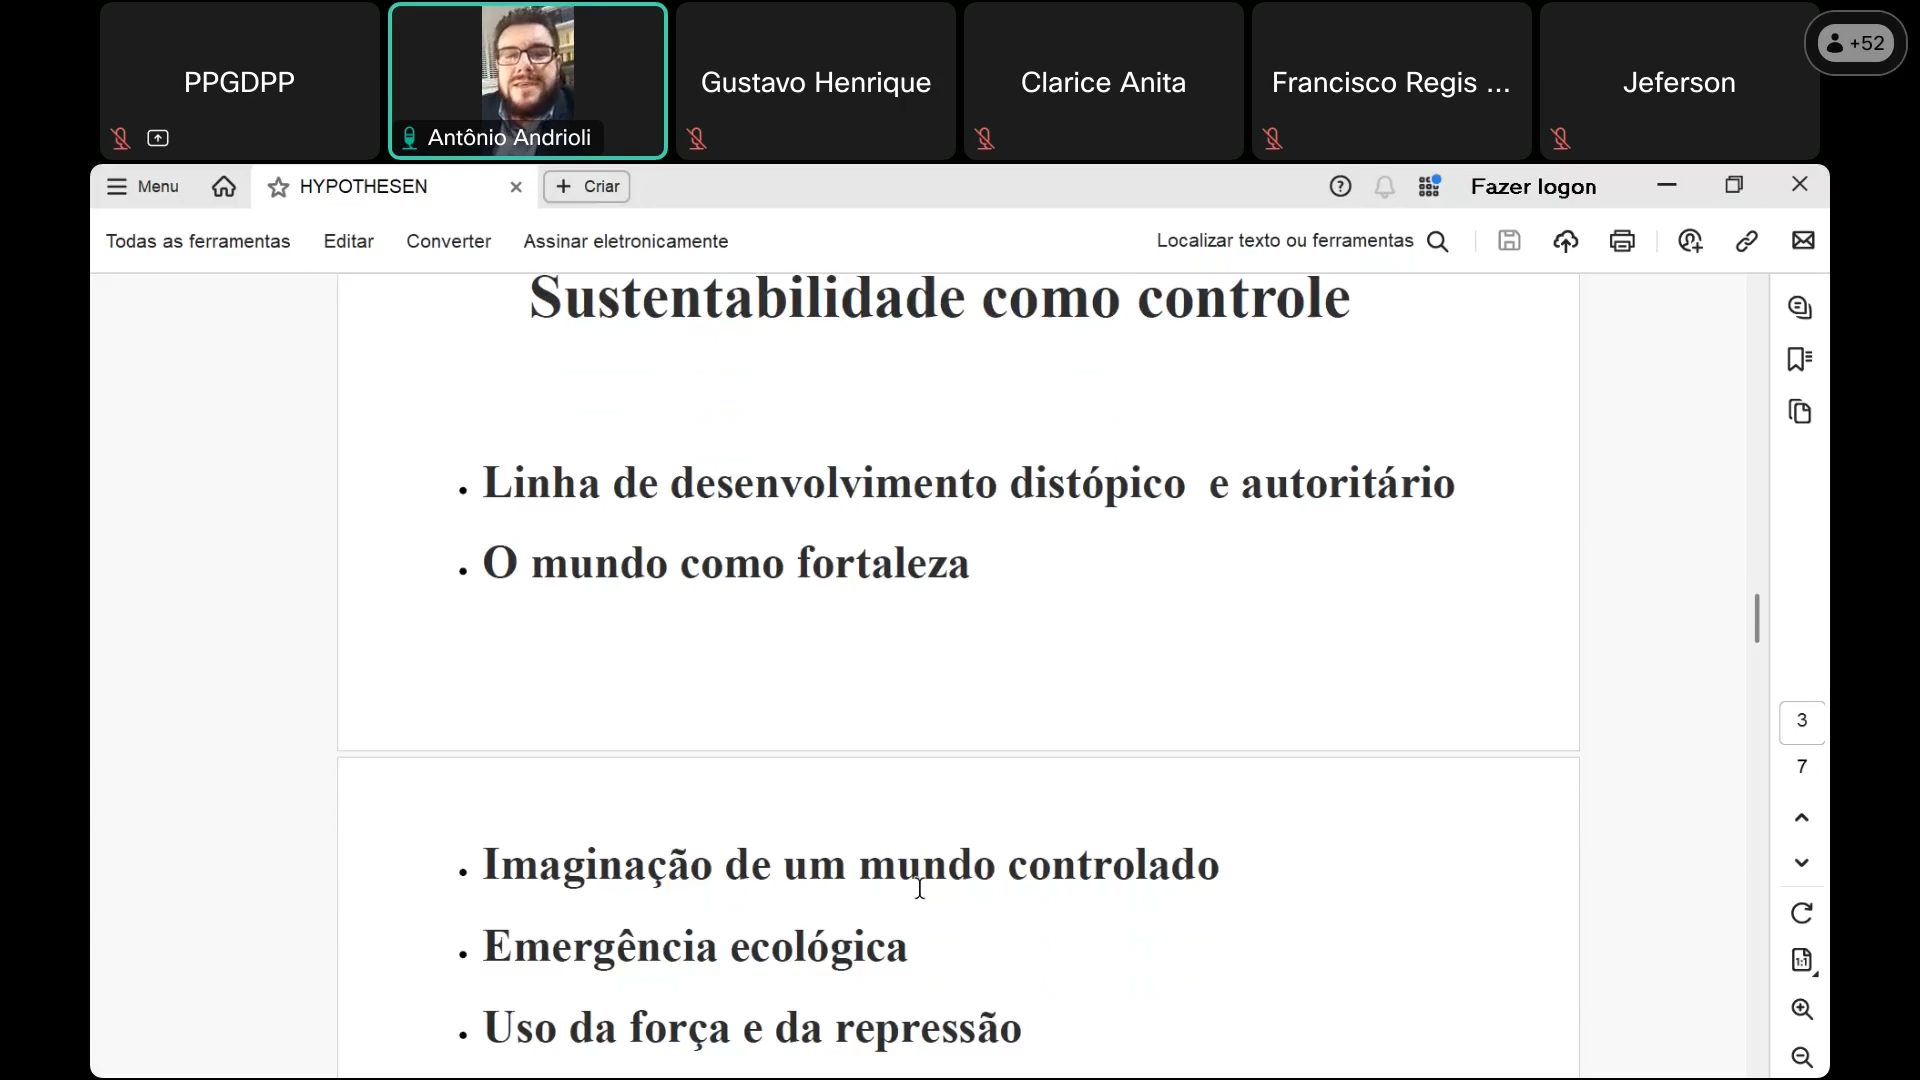 PPGDPP
Antônio Andrioli
Gustavo Henrique
Clarice Anita
Francisco Regis ...
Jeferson
+52
Menu
HYPOTHESEN
Criar
Fazer logon
Todas as ferramentas
Editar
Converter
Assinar eletronicamente
Localizar texto ou ferramentas
Sustentabilidade como controle
• Linha de desenvolvimento distópico e autoritário
• O mundo como fortaleza
3
7
• Imaginação de um mundo controlado
• Emergência ecológica
• Uso da força e da repressão
1:1